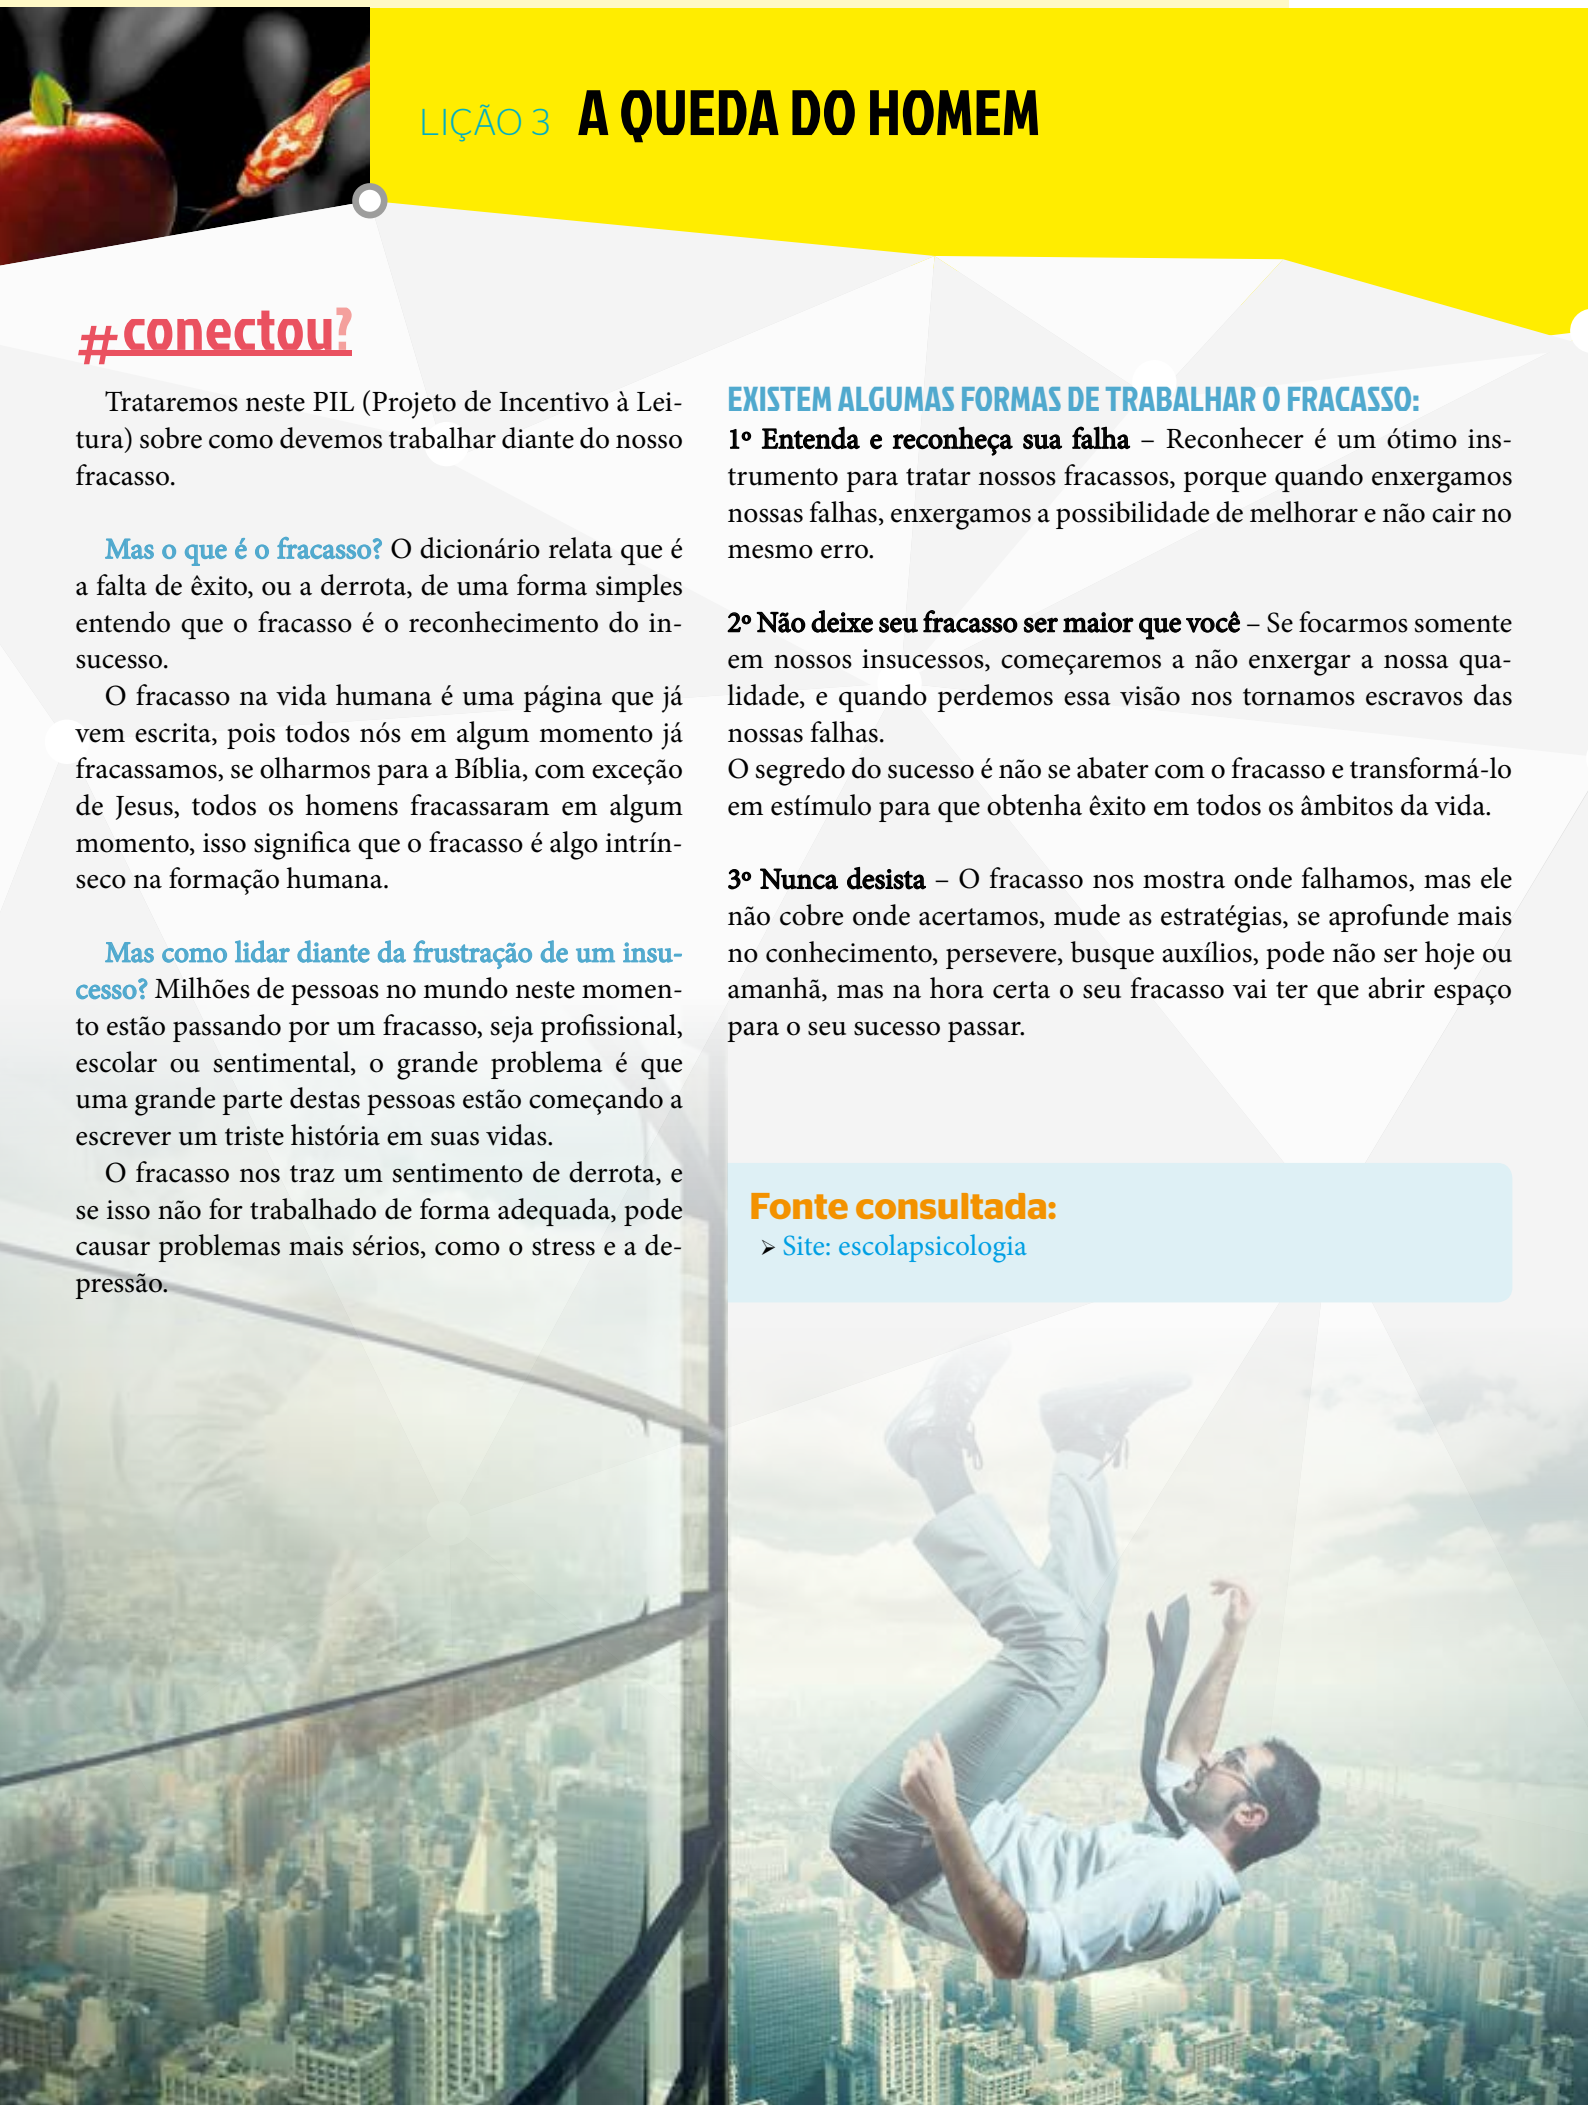 LIÇÃO 3 A QUEDA DO HOMEM
#conectou?
Trataremos neste PIL (Projeto de Incentivo à Lei-
tura) sobre como devemos trabalhar diante do nosso
fracasso.
Mas o que é o fracasso? O dicionário relata que é
a falta de êxito, ou a derrota, de uma forma simples
entendo que o fracasso é o reconhecimento do in-
sucesso.
O fracasso na vida humana é uma página que já
vem escrita, pois todos nós em algum momento já
fracassamos, se olharmos para a Bíblia, com exceção
de Jesus, todos os homens fracassaram em algum
momento, isso significa que o fracasso é algo intrín-
seco na formação humana.
Mas como lidar diante da frustração de um insu-
cesso? Milhões de pessoas no mundo neste momen-
to estão passando por um fracasso, seja profissional,
escolar ou sentimental, o grande problema é que
uma grande parte destas pessoas estão começando a
escrever um triste história em suas vidas.
O fracasso nos traz um sentimento de derrota, e
se isso não for trabalhado de forma adequada, pode
causar problemas mais sérios, como o stress e a de-
pressão.
EXISTEM ALGUMAS FORMAS DE TRABALHAR O FRACASSO:
1º Entenda e reconheça sua falha – Reconhecer é um ótimo ins-
trumento para tratar nossos fracassos, porque quando enxergamos
nossas falhas, enxergamos a possibilidade de melhorar e não cair no
mesmo erro.
2º Não deixe seu fracasso ser maior que você – Se focarmos somente
em nossos insucessos, começaremos a não enxergar a nossa qua-
lidade, e quando perdemos essa visão nos tornamos escravos das
nossas falhas.
O segredo do sucesso é não se abater com o fracasso e transformá-lo
em estímulo para que obtenha êxito em todos os âmbitos da vida.
3º Nunca desista – O fracasso nos mostra onde falhamos, mas ele
não cobre onde acertamos, mude as estratégias, se aprofunde mais
no conhecimento, persevere, busque auxílios, pode não ser hoje ou
amanhã, mas na hora certa o seu fracasso vai ter que abrir espaço
para o seu sucesso passar.
Fonte consultada:
➢ Site: escolapsicologia